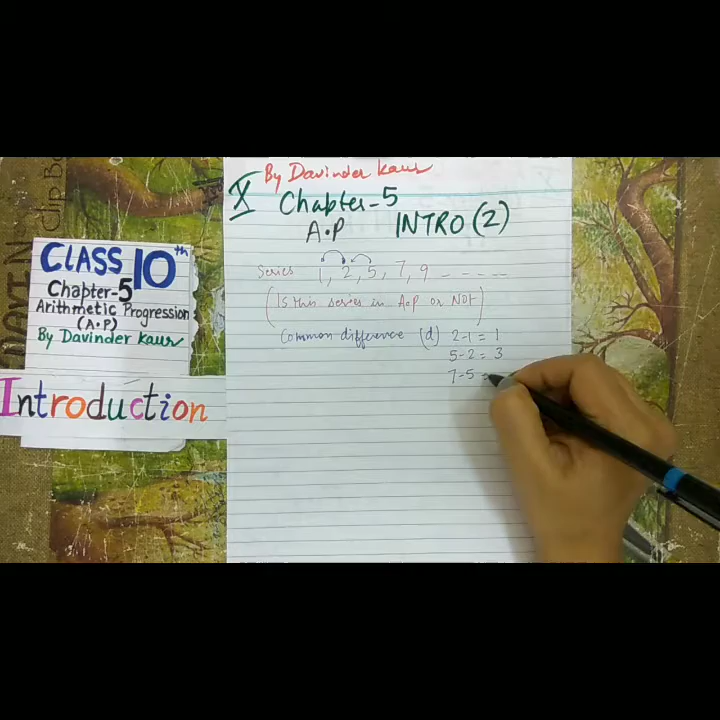 By Davinder Kaur
X Chapter-5
A.P INTRO (2)
Series 1, 2, 5, 7, 9 - - - - -
(Is this series in A.P or NOT)
Common difference (d) 2-1 = 1
5-2 = 3
7-5 =
CLASS 10th
Chapter-5
Arithmetic Progression
(A.P)
By Davinder Kaur
Introduction